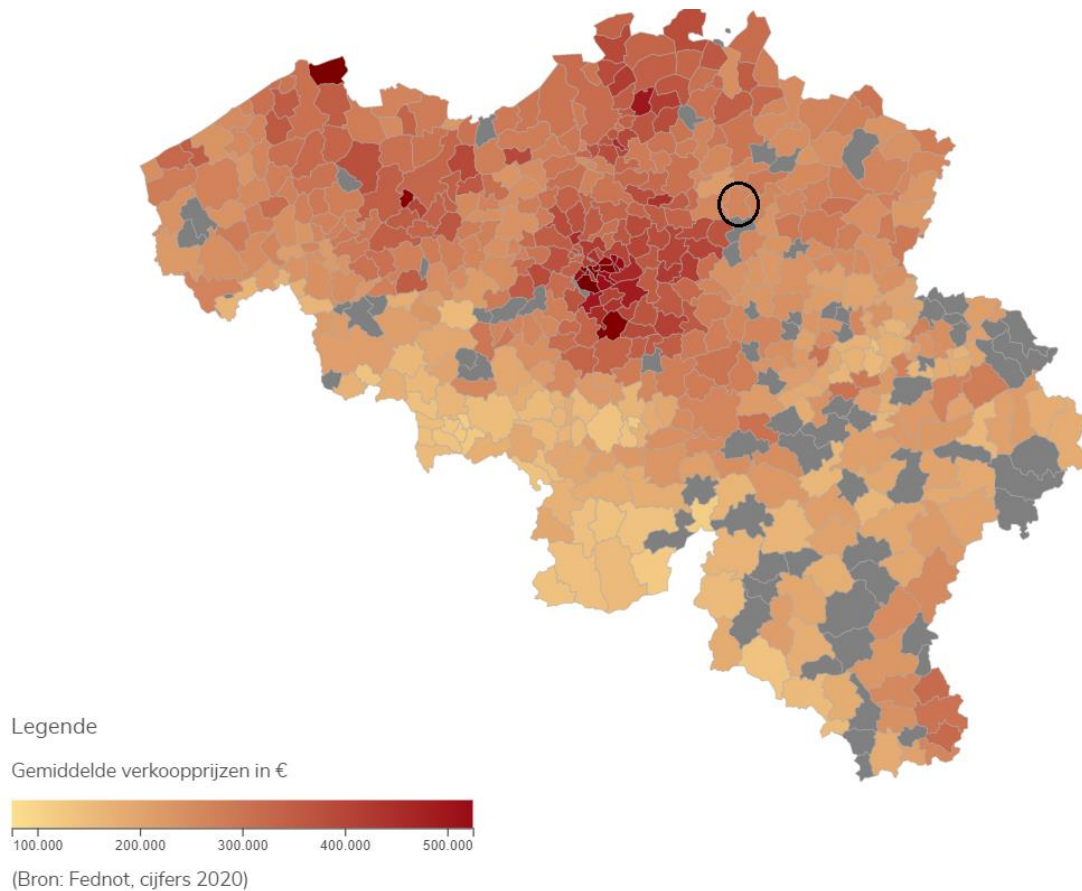 Legende
Gemiddelde verkoopprijzen in €
100.000 200.000 300.000 400.000 500.000
(Bron: Fednot, cijfers 2020)